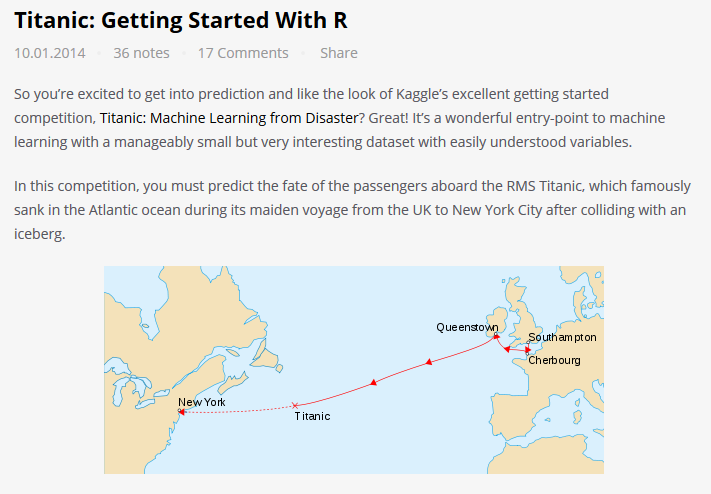 Titanic: Getting Started With R
10.01.2014 36 notes 17 Comments Share
So you’re excited to get into prediction and like the look of Kaggle’s excellent getting started
competition, Titanic: Machine Learning from Disaster? Great! It’s a wonderful entry-point to machine
learning with a manageably small but very interesting dataset with easily understood variables.
In this competition, you must predict the fate of the passengers aboard the RMS Titanic, which famously
sank in the Atlantic ocean during its maiden voyage from the UK to New York City after colliding with an
iceberg.
Queenstown
Southampton
Cherbourg
New York
Titanic